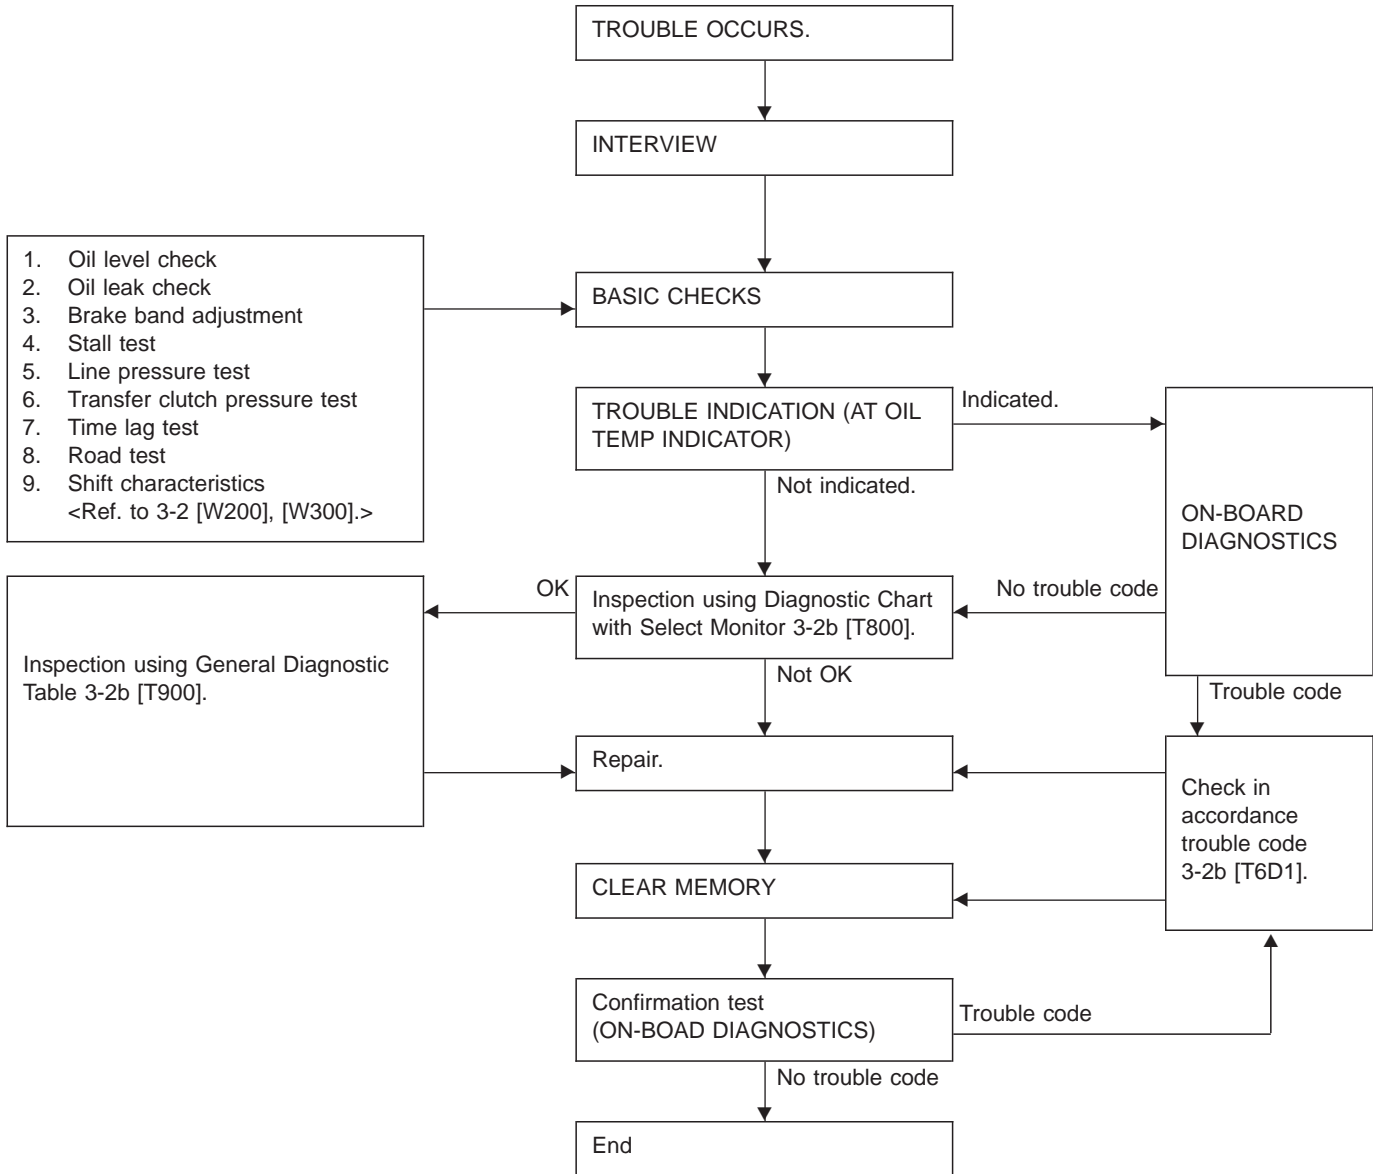 TROUBLE OCCURS.
INTERVIEW
1. Oil level check
2. Oil leak check
3. Brake band adjustment
4. Stall test
5. Line pressure test
6. Transfer clutch pressure test
7. Time lag test
8. Road test
9. Shift characteristics
<Ref. to 3-2 [W200], [W300].>
BASIC CHECKS
TROUBLE INDICATION (AT OIL
TEMP INDICATOR)
Indicated.
Not indicated.
ON-BOARD
DIAGNOSTICS
No trouble code
Inspection using Diagnostic Chart
with Select Monitor 3-2b [T800].
OK
Not OK
Inspection using General Diagnostic
Table 3-2b [T900].
Trouble code
Repair.
Check in
accordance
trouble code
3-2b [T6D1].
CLEAR MEMORY
Confirmation test
(ON-BOAD DIAGNOSTICS)
Trouble code
No trouble code
End